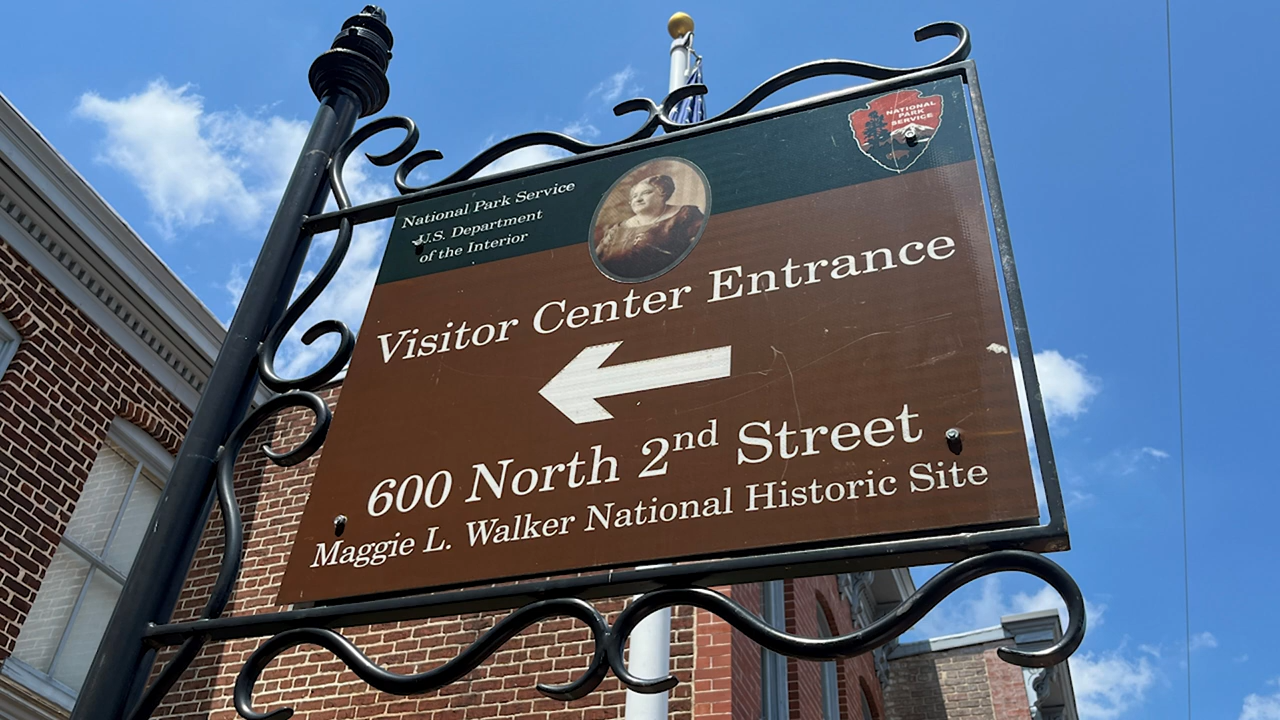 National Park Service
U.S. Department
of the Interior
NATIONAL
PARK
SERVICE
Visitor Center Entrance
600 North 2nd Street
Maggie L. Walker National Historic Site